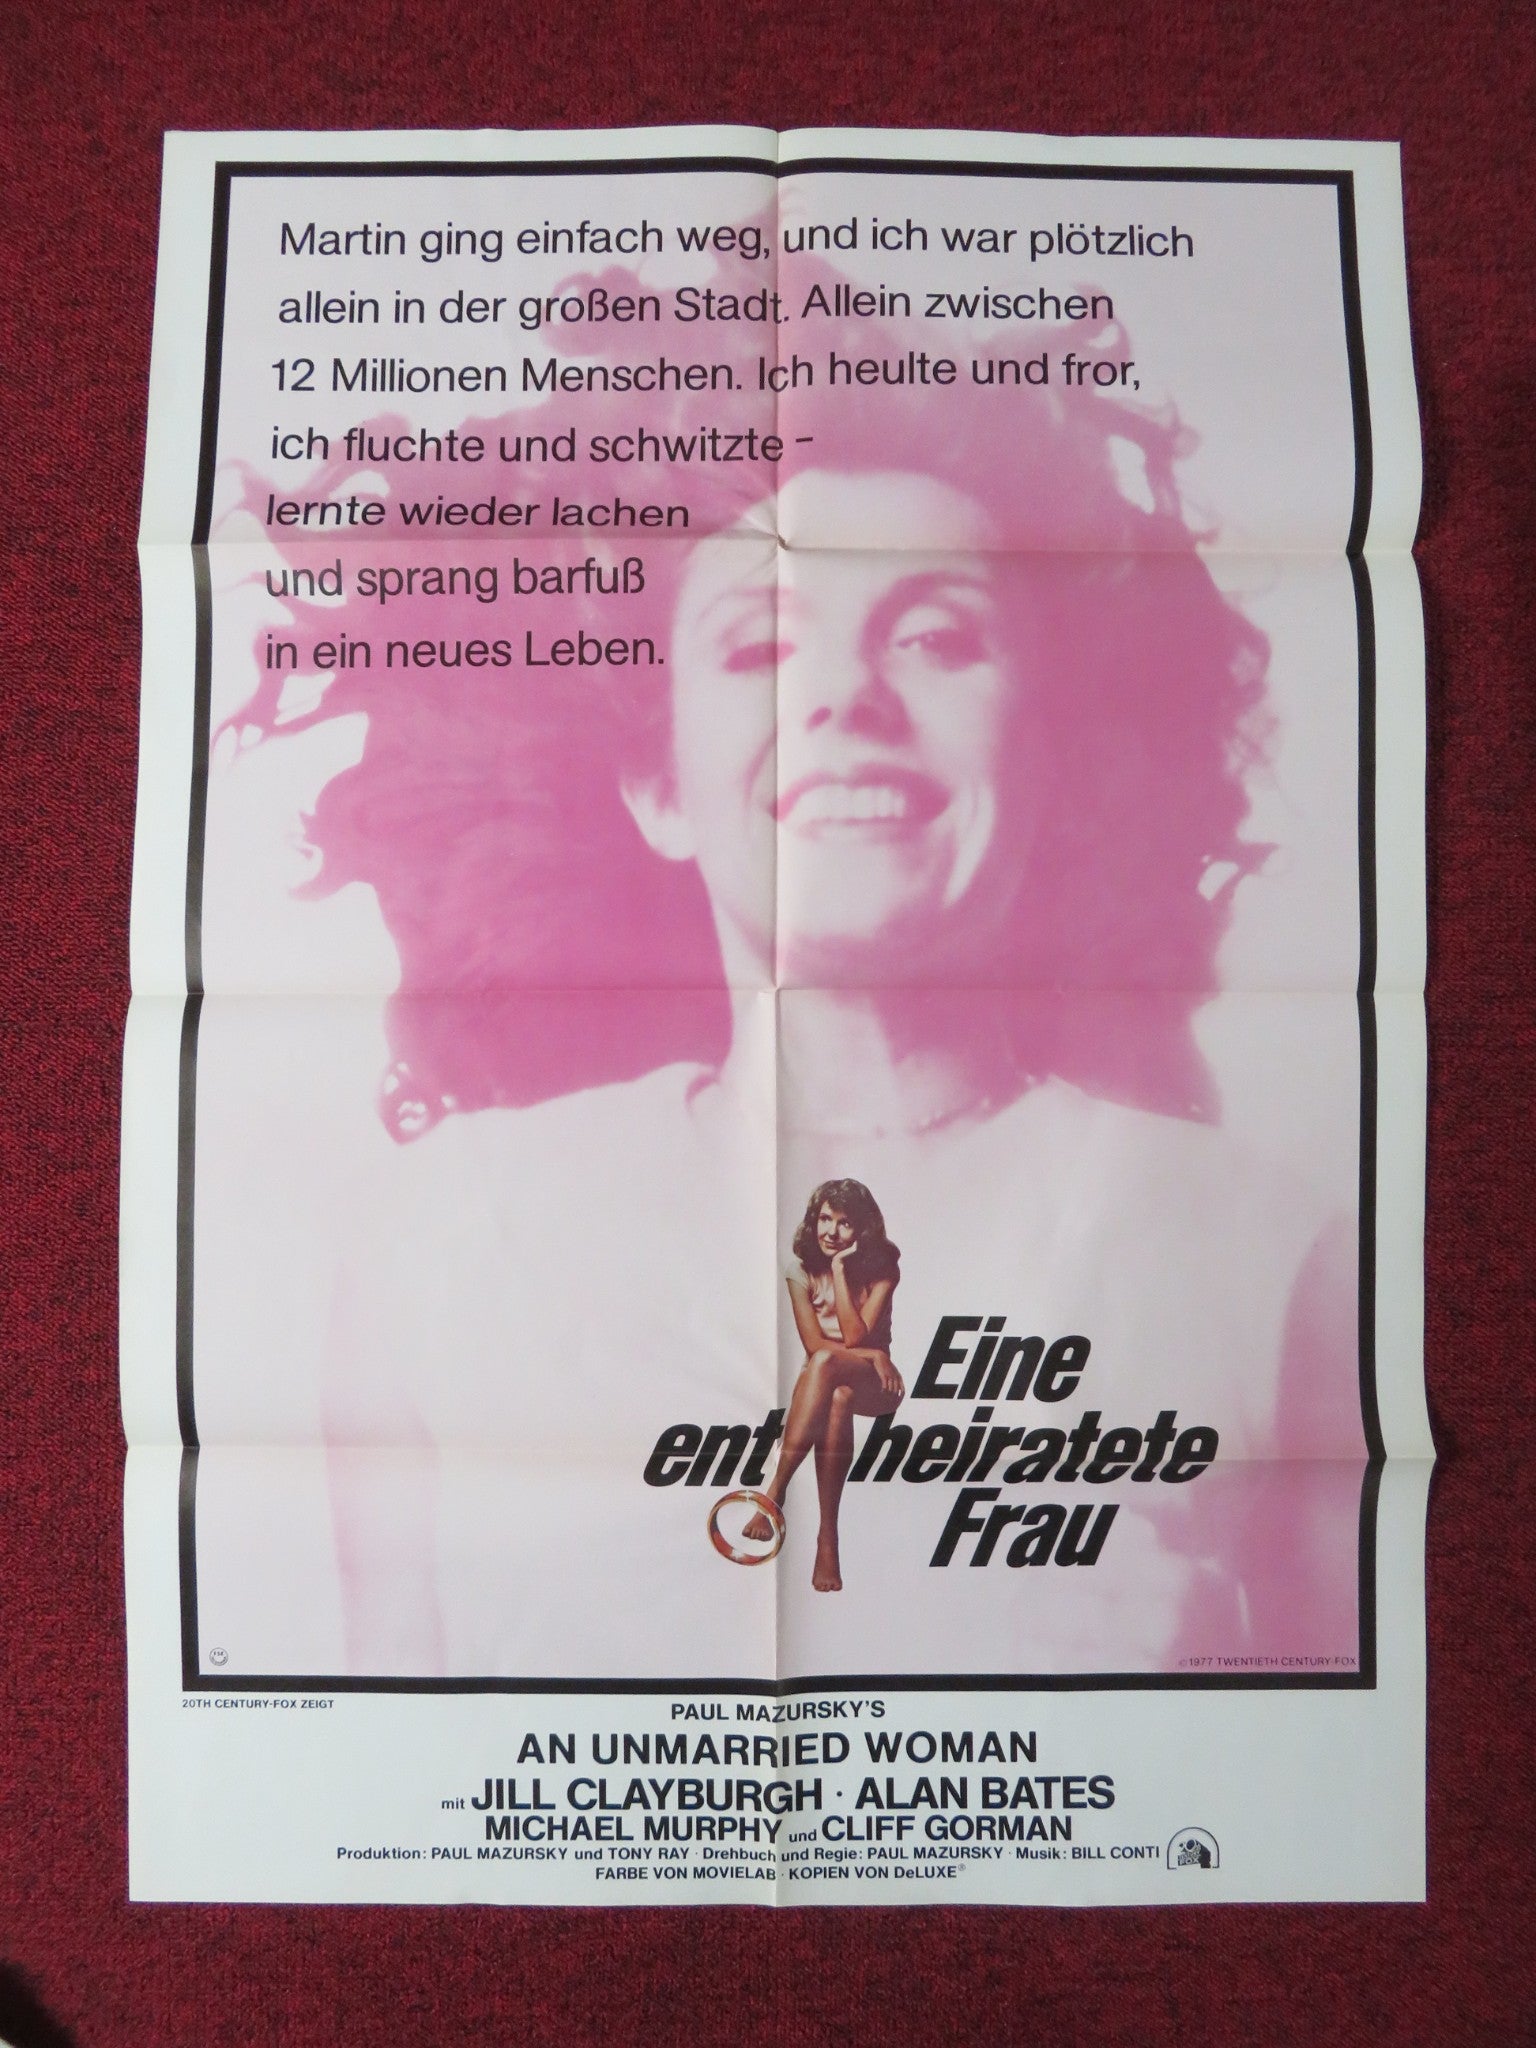 Martin ging einfach weg, und ich war plötzlich
allein in der großen Stadt. Allein zwischen
12 Millionen Menschen. Ich heulte und fror,
ich fluchte und schwitzte –
lernte wieder lachen
und sprang barfuß
in ein neues Leben.
Eine
entheiratete
Frau
©1977 TWENTIETH CENTURY-FOX
20TH CENTURY-FOX ZEIGT
PAUL MAZURSKY'S
AN UNMARRIED WOMAN
mit JILL CLAYBURGH · ALAN BATES
MICHAEL MURPHY und CLIFF GORMAN
Produktion: PAUL MAZURSKY und TONY RAY · Drehbuch und Regie: PAUL MAZURSKY · Musik: BILL CONTI
FARBE VON MOVIELAB · KOPIEN VON DeLUXE®